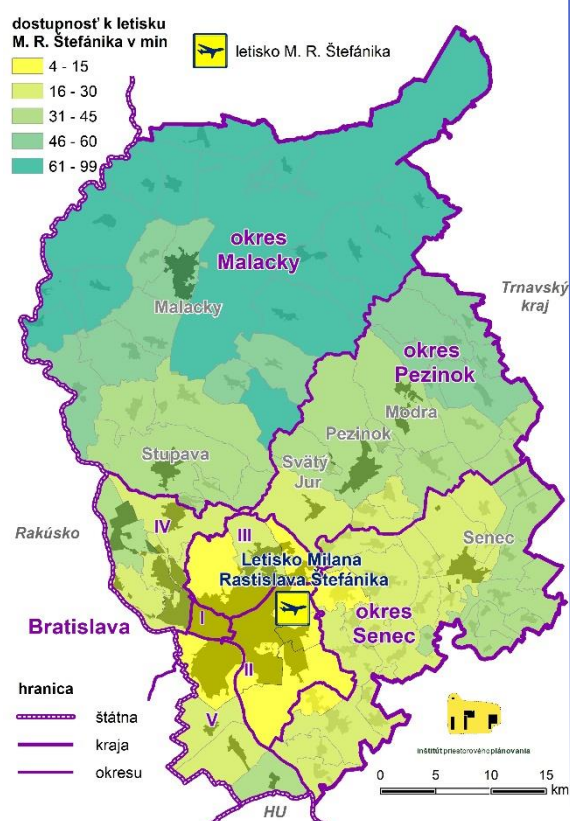 dostupnosť k letisku
M. R. Štefánika v min
4 - 15
16 - 30
31 - 45
46 - 60
61 - 99
letisko M. R. Štefánika
okres
Malacky
Malacky
Trnavský
kraj
okres
Pezinok
Modra
Pezinok
Svätý
Jur
Stupava
Rakúsko
IV
III
Senec
Letisko Milana
Rastislava Štefánika
Bratislava
I
okres
Senec
II
V
hranica
štátna
kraja
okresu
HU
inštitút priestorového plánovania
0 5 10 15
km